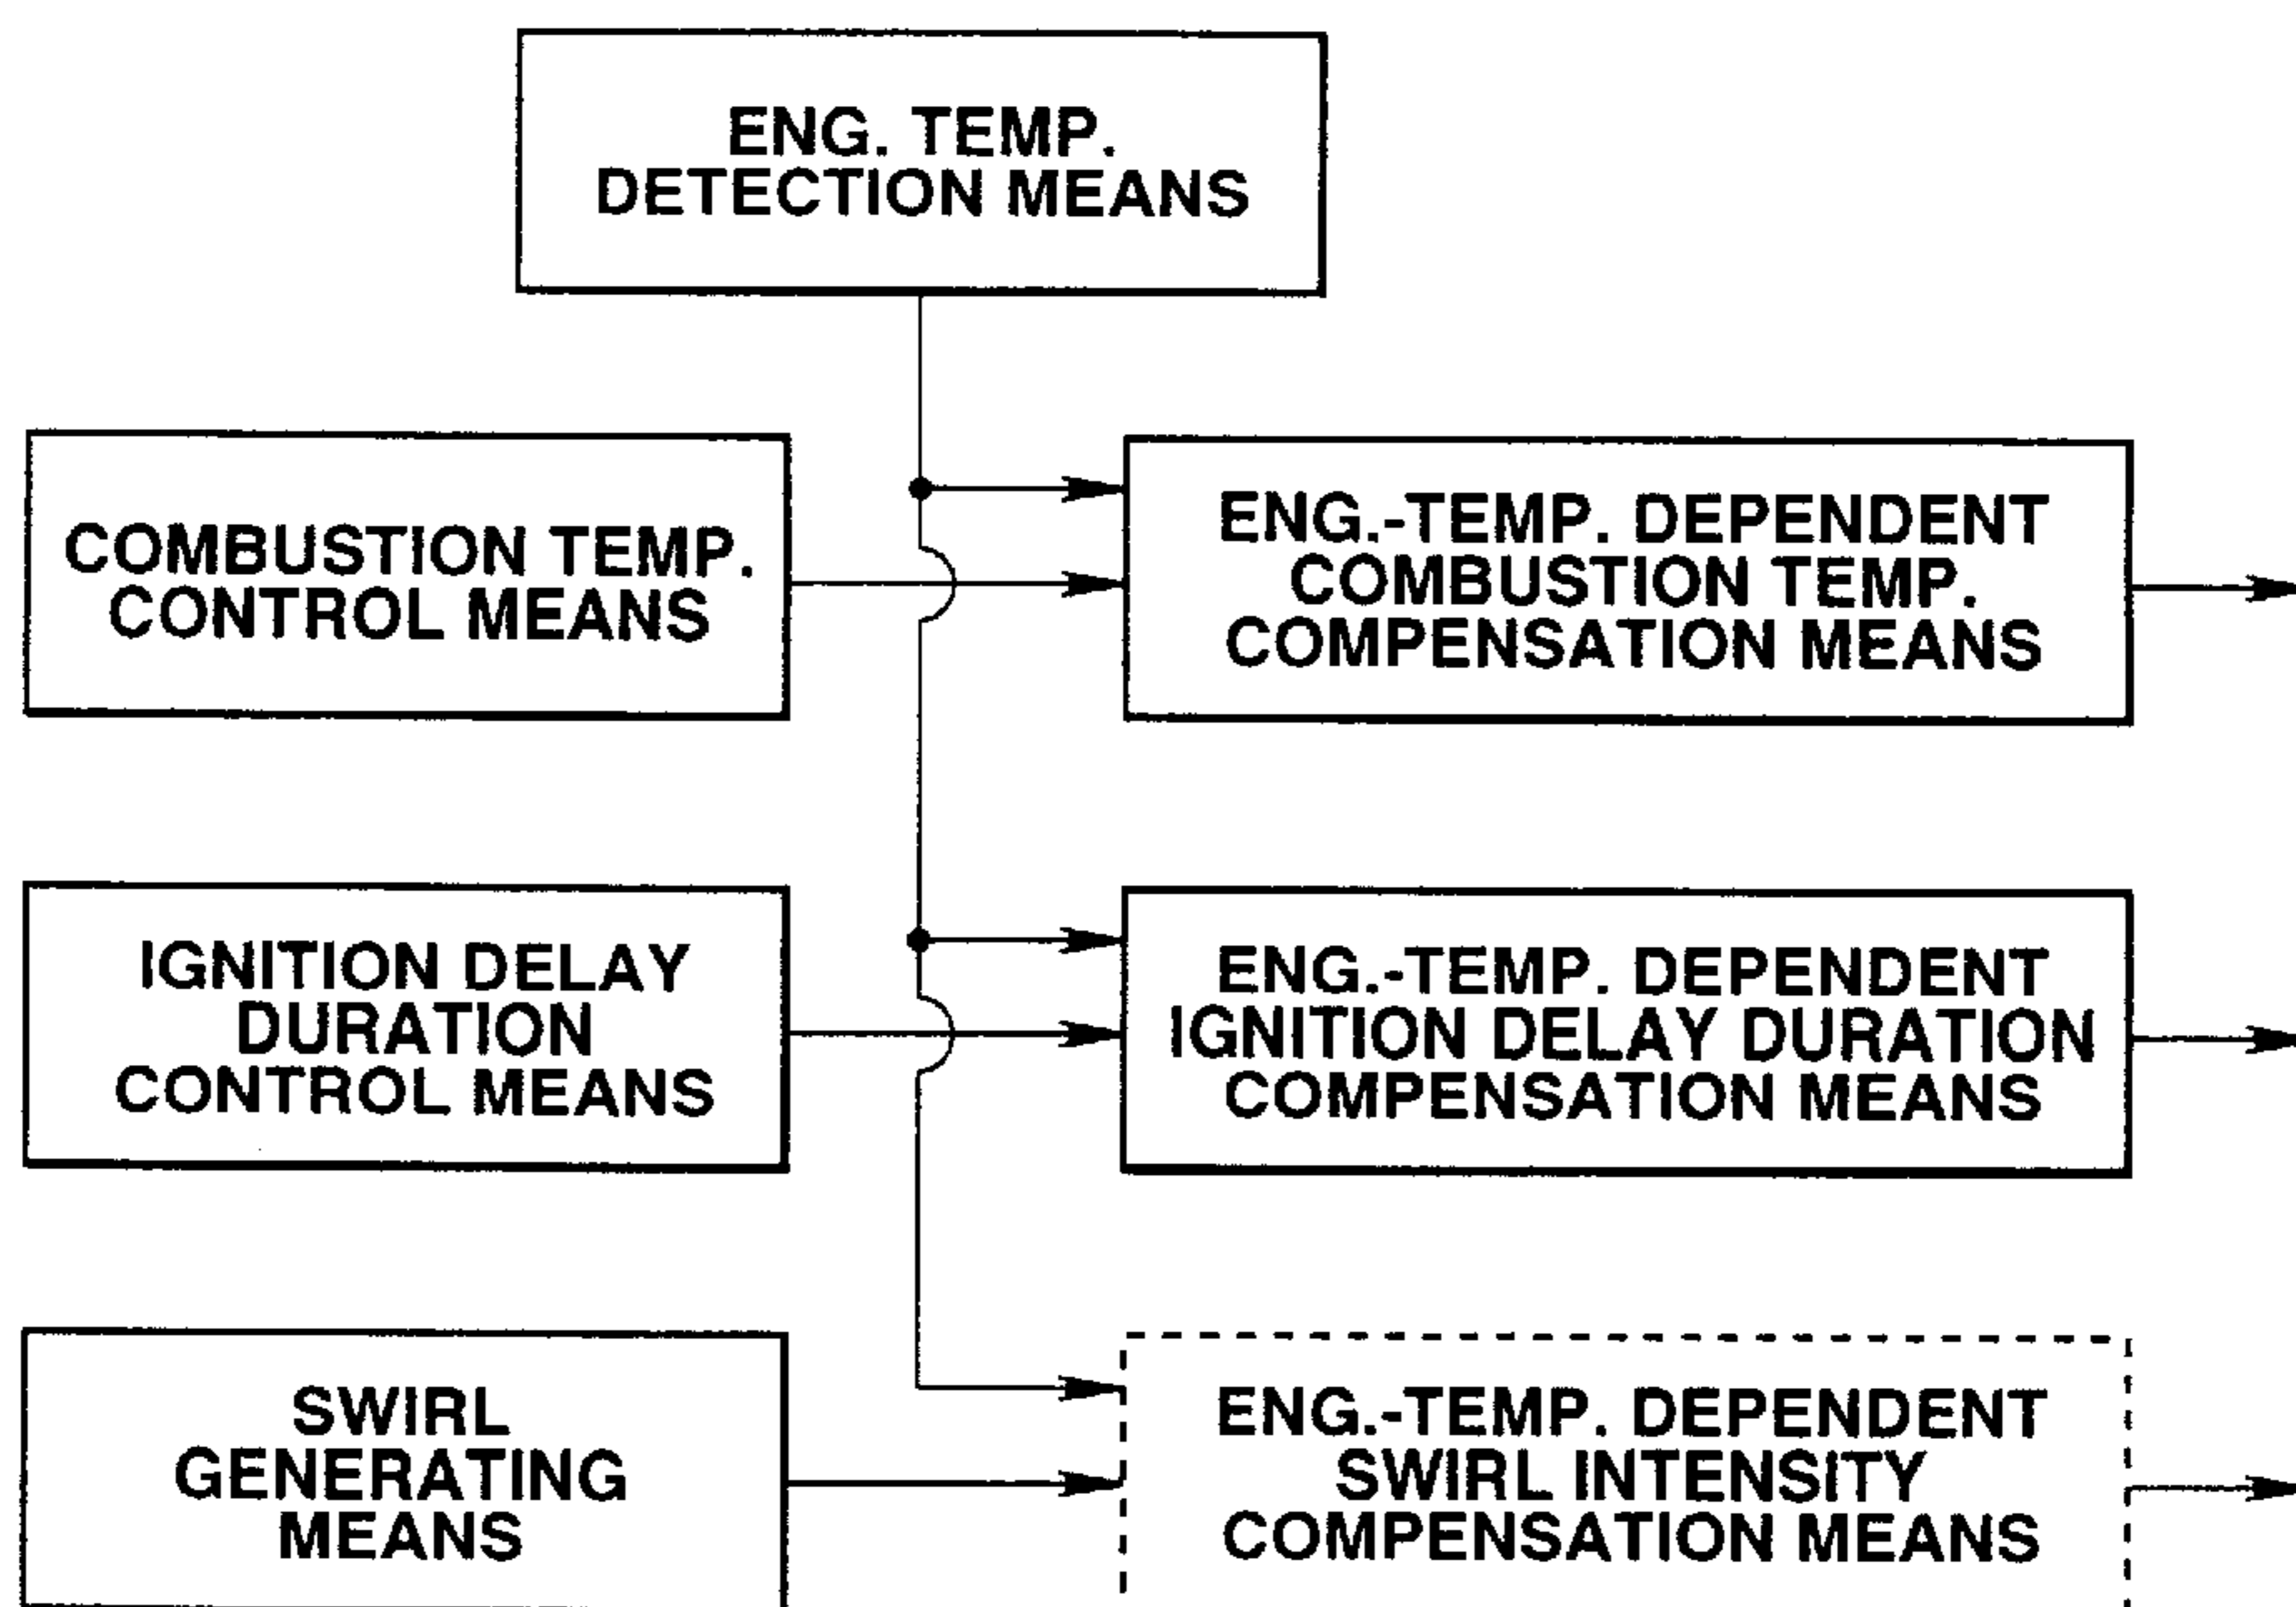 ENG. TEMP.
DETECTION MEANS
COMBUSTION TEMP.
CONTROL MEANS
ENG.-TEMP. DEPENDENT
COMBUSTION TEMP.
COMPENSATION MEANS
IGNITION DELAY
DURATION
CONTROL MEANS
ENG.-TEMP. DEPENDENT
IGNITION DELAY DURATION
COMPENSATION MEANS
SWIRL
GENERATING
MEANS
ENG.-TEMP. DEPENDENT
SWIRL INTENSITY
COMPENSATION MEANS